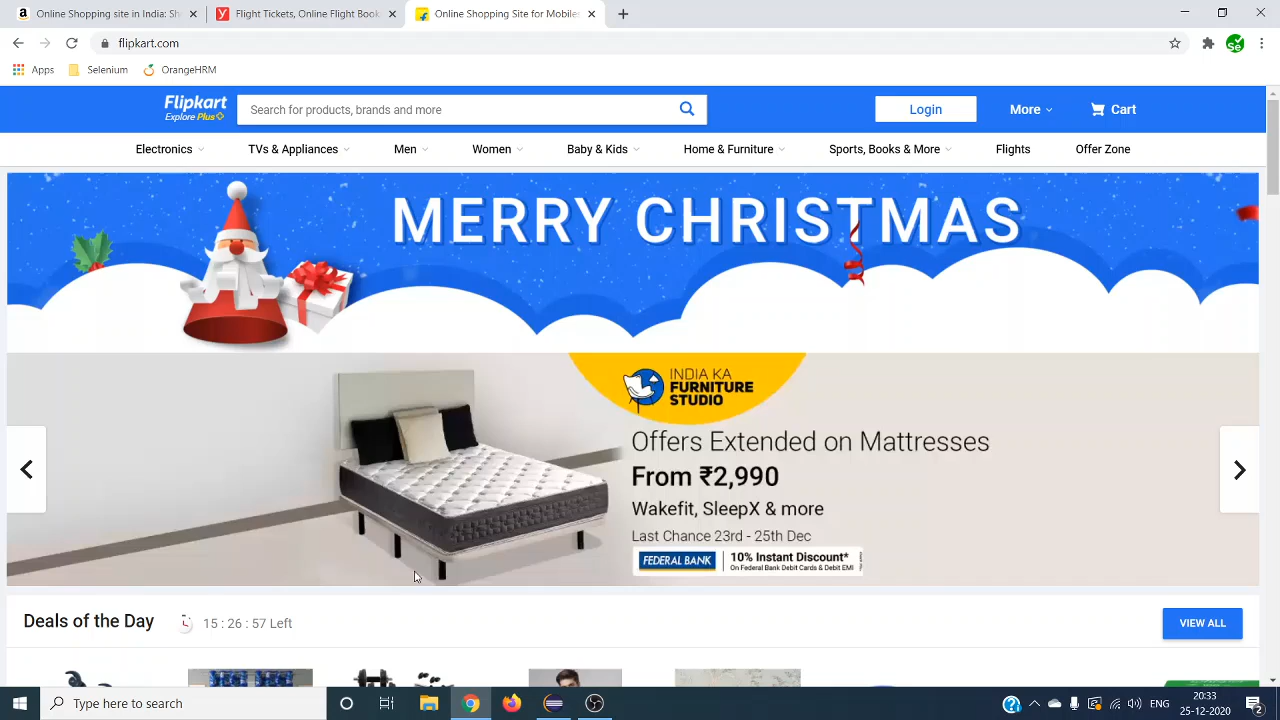 Online Shopping site in India: Sh
Flight Tickets, Online Flight Book
Online Shopping Site for Mobiles
flipkart.com
Apps
Selenium
OrangeHRM
Flipkart
Explore Plus
Search for products, brands and more
Login
More
Cart
Electronics
TVs & Appliances
Men
Women
Baby & Kids
Home & Furniture
Sports, Books & More
Flights
Offer Zone
MERRY CHRISTMAS
INDIA KA
FURNITURE
STUDIO
Offers Extended on Mattresses
From ₹2,990
Wakefit, SleepX & more
Last Chance 23rd - 25th Dec
FEDERAL BANK
10% Instant Discount*
On Federal Bank Debit Cards & Debit EMI
Deals of the Day
15 : 26 : 57 Left
VIEW ALL
Type here to search
ENG
20:33
25-12-2020
2